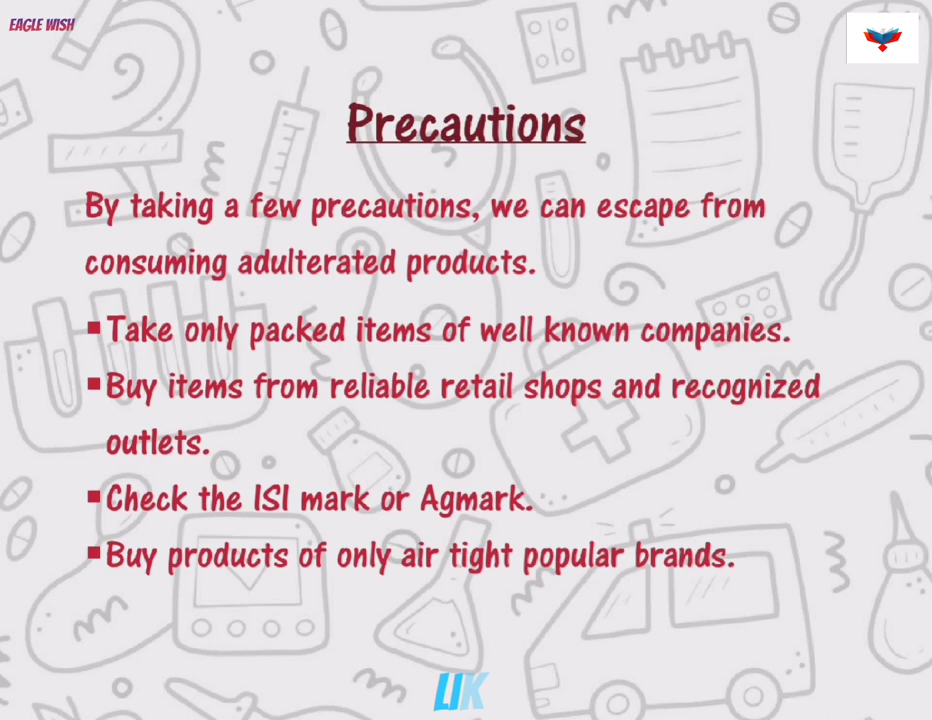 EAGLE WISH
Precautions
By taking a few precautions, we can escape from
consuming adulterated products.
▪Take only packed items of well known companies.
▪Buy items from reliable retail shops and recognized
outlets.
▪Check the ISI mark or Agmark.
▪Buy products of only air tight popular brands.
LIK